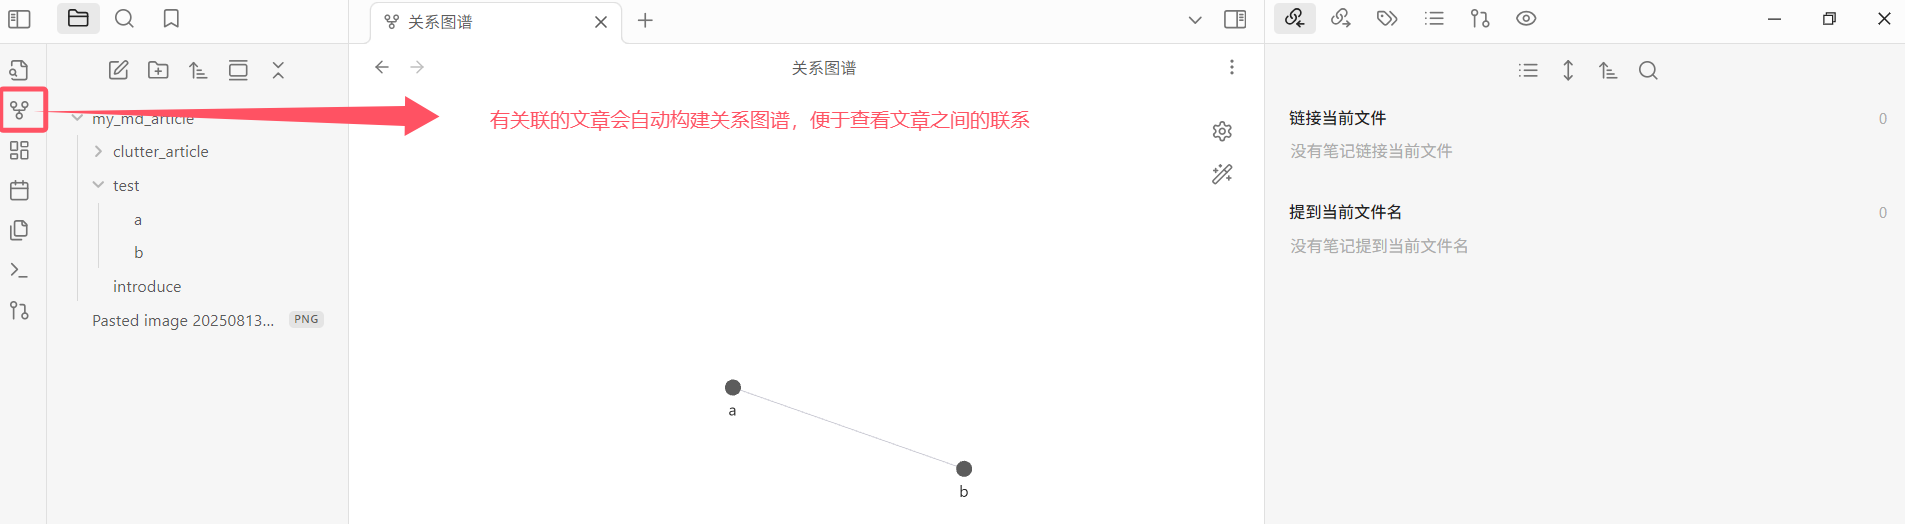 关系图谱
关系图谱
my_md_article
clutter_article
test
a
b
introduce
Pasted image 20250813...
PNG
有关联的文章会自动构建关系图谱，便于查看文章之间的联系
a
b
链接当前文件
0
没有笔记链接当前文件
提到当前文件名
0
没有笔记提到当前文件名